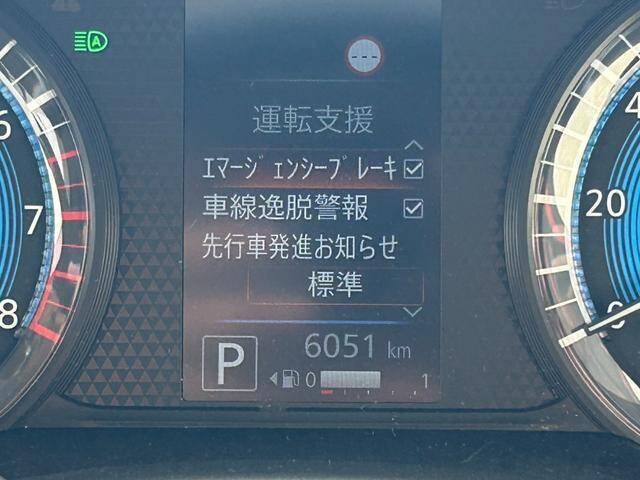 ---
運転支援
エマージェンシーブレーキ
車線逸脱警報
先行車発進お知らせ
標準
P
6051 km
0 1
6
7
8
4
20
0
A